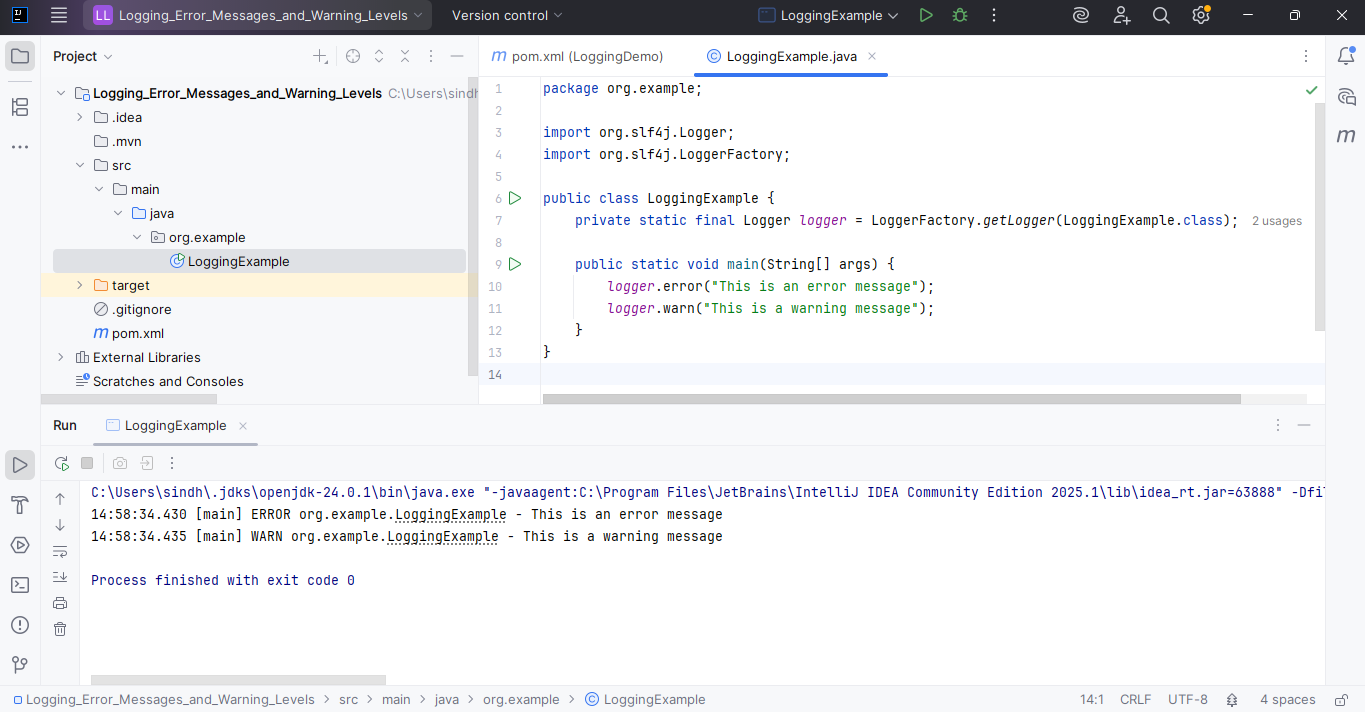 LL Logging_Error_Messages_and_Warning_Levels Version control LoggingExample
Project
Logging_Error_Messages_and_Warning_Levels C:\Users\sindh
.idea
.mvn
src
main
java
org.example
LoggingExample
target
.gitignore
pom.xml
External Libraries
Scratches and Consoles
pom.xml (LoggingDemo) LoggingExample.java
1 package org.example;
2
3 import org.slf4j.Logger;
4 import org.slf4j.LoggerFactory;
5
6 public class LoggingExample {
7 private static final Logger logger = LoggerFactory.getLogger(LoggingExample.class); 2 usages
8
9 public static void main(String[] args) {
10 logger.error("This is an error message");
11 logger.warn("This is a warning message");
12 }
13 }
14
Run LoggingExample
C:\Users\sindh\.jdks\openjdk-24.0.1\bin\java.exe "-javaagent:C:\Program Files\JetBrains\IntelliJ IDEA Community Edition 2025.1\lib\idea_rt.jar=63888" -Dfil
14:58:34.430 [main] ERROR org.example.LoggingExample - This is an error message
14:58:34.435 [main] WARN org.example.LoggingExample - This is a warning message
Process finished with exit code 0
Logging_Error_Messages_and_Warning_Levels > src > main > java > org.example > LoggingExample 14:1 CRLF UTF-8 4 spaces